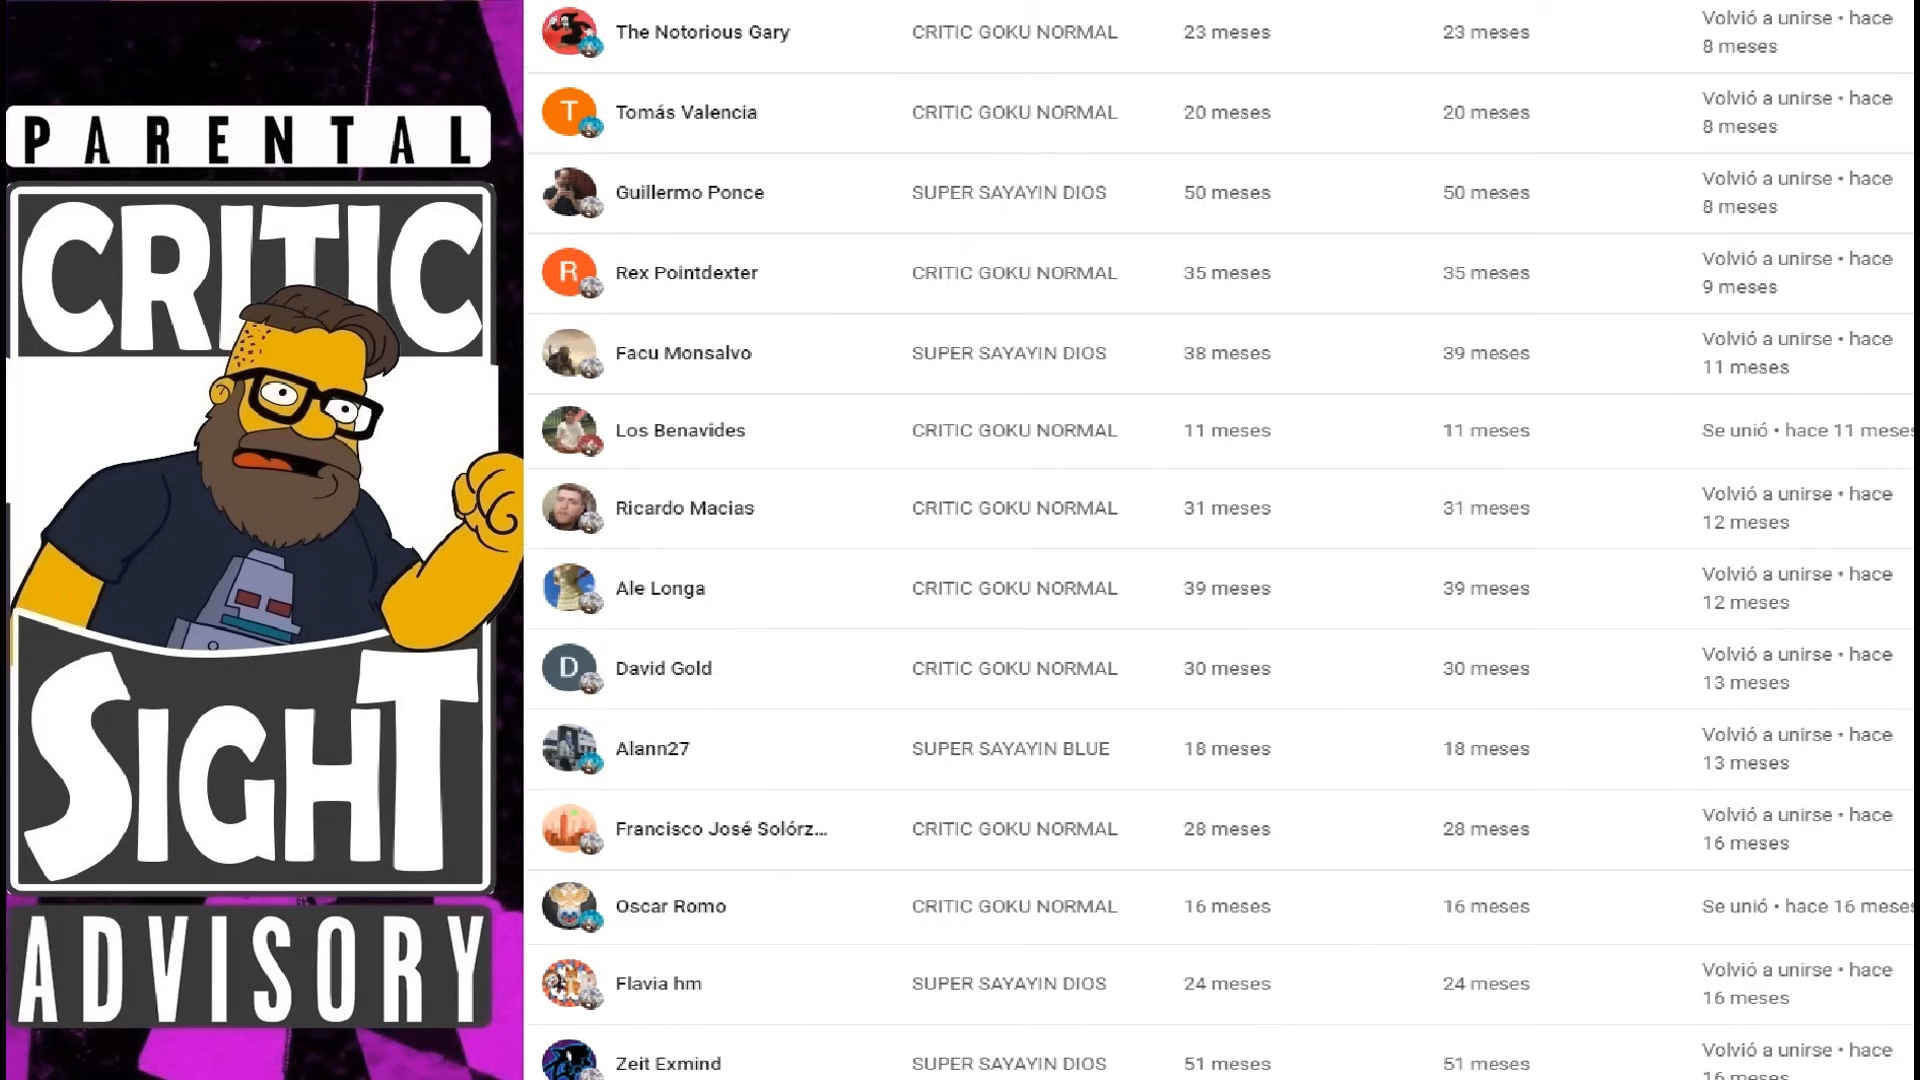 PARENTAL
CRITIC
SIGHT
ADVISORY
The Notorious Gary CRITIC GOKU NORMAL 23 meses 23 meses Volvió a unirse • hace
8 meses
T Tomás Valencia CRITIC GOKU NORMAL 20 meses 20 meses Volvió a unirse • hace
8 meses
Guillermo Ponce SUPER SAYAYIN DIOS 50 meses 50 meses Volvió a unirse • hace
8 meses
R Rex Pointdexter CRITIC GOKU NORMAL 35 meses 35 meses Volvió a unirse • hace
9 meses
Facu Monsalvo SUPER SAYAYIN DIOS 38 meses 39 meses Volvió a unirse • hace
11 meses
Los Benavides CRITIC GOKU NORMAL 11 meses 11 meses Se unió • hace 11 meses
Ricardo Macias CRITIC GOKU NORMAL 31 meses 31 meses Volvió a unirse • hace
12 meses
Ale Longa CRITIC GOKU NORMAL 39 meses 39 meses Volvió a unirse • hace
12 meses
D David Gold CRITIC GOKU NORMAL 30 meses 30 meses Volvió a unirse • hace
13 meses
Alann27 SUPER SAYAYIN BLUE 18 meses 18 meses Volvió a unirse • hace
13 meses
Francisco José Solórz... CRITIC GOKU NORMAL 28 meses 28 meses Volvió a unirse • hace
16 meses
Oscar Romo CRITIC GOKU NORMAL 16 meses 16 meses Se unió • hace 16 meses
Flavia hm SUPER SAYAYIN DIOS 24 meses 24 meses Volvió a unirse • hace
16 meses
Zeit Exmind SUPER SAYAYIN DIOS 51 meses 51 meses Volvió a unirse • hace
16 meses